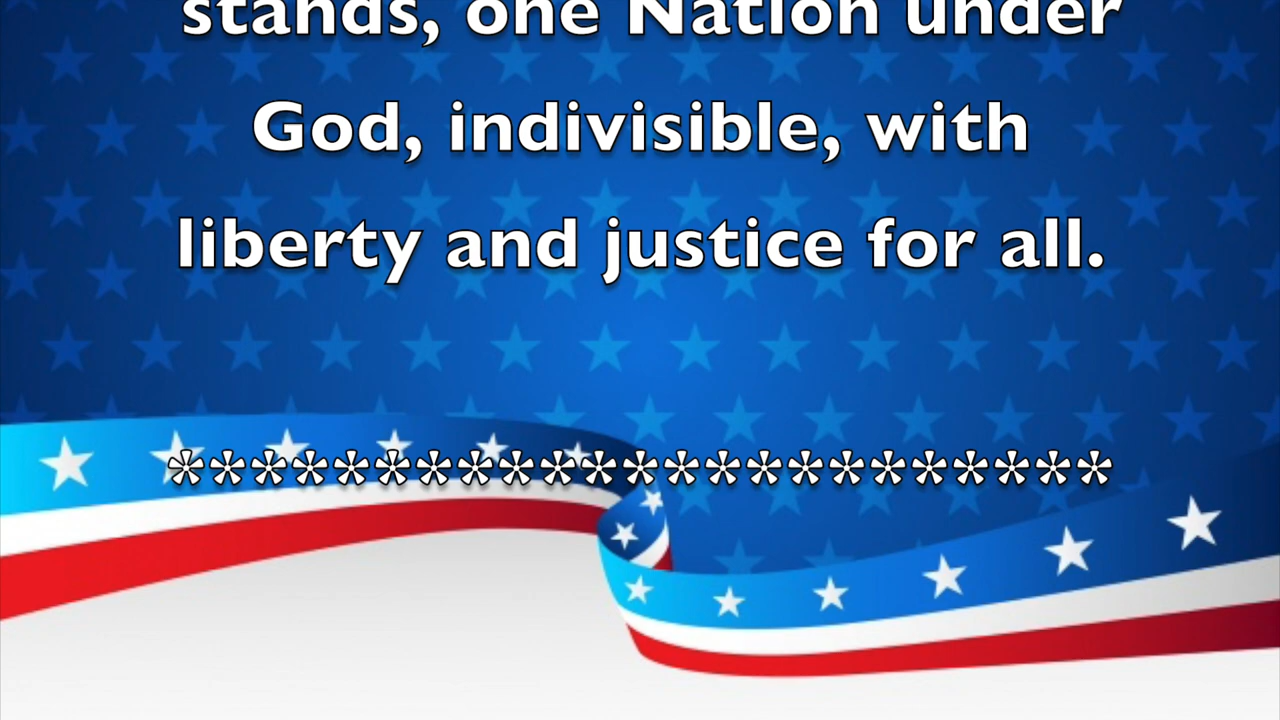 stands, one Nation under
God, indivisible, with
liberty and justice for all.
***********************